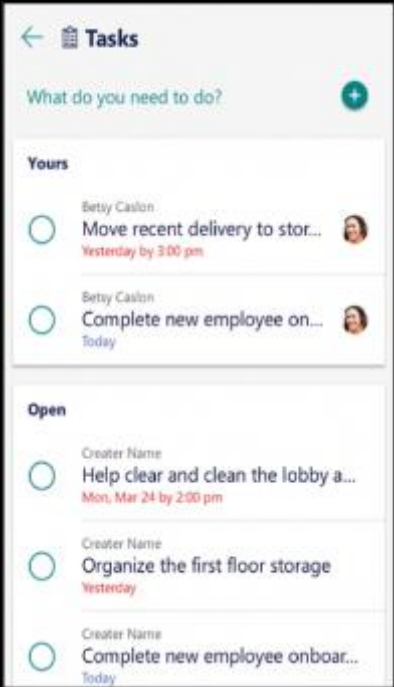 Tasks
What do you need to do?
Yours
Betsy Caslon
Move recent delivery to stor...
Yesterday by 3:00 pm
Betsy Caslon
Complete new employee on...
Today
Open
Creater Name
Help clear and clean the lobby a...
Mon, Mar 24 by 2:00 pm
Creater Name
Organize the first floor storage
Yesterday
Creater Name
Complete new employee onboar...
Today